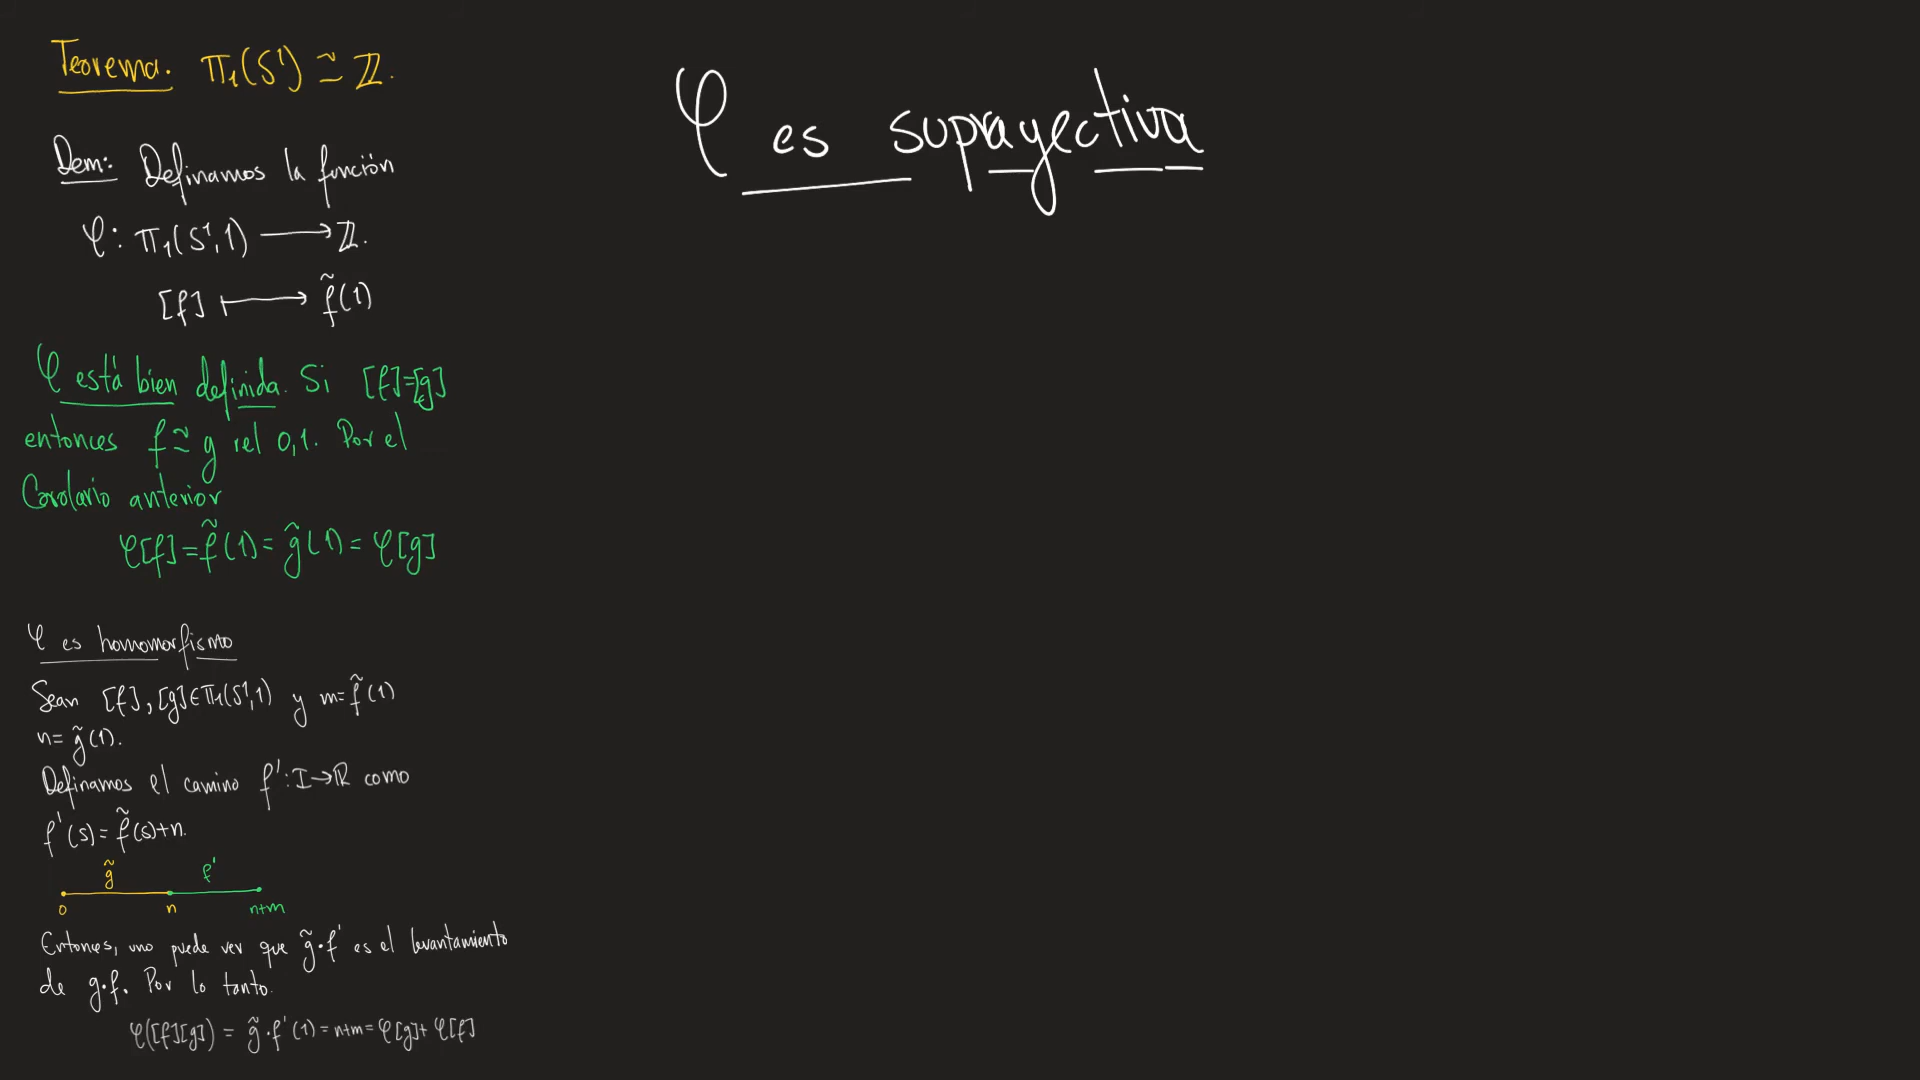 Teorema. π₁(S¹) ≃ ℤ.
Dem: Definamos la función
φ: π₁(S¹,1) ⟶ ℤ.
[f] ⟼ f̃(1)
φ está bien definida. Si [f]=[g]
entonces f ≃ g rel 0,1. Por el
Corolario anterior
φ[f] = f̃(1) = g̃(1) = φ[g]
φ es homomorfismo
Sean [f], [g] ∈ π₁(S¹,1) y m= f̃(1)
n= g̃(1).
Definamos el camino f': I→ℝ como
f'(s) = f̃(s)+n.
g̃ f'
0 n n+m
Entonces, uno puede ver que g̃·f' es el levantamiento
de g·f. Por lo tanto.
φ([f][g]) = g̃·f'(1) = n+m = φ[g]+ φ[f]
φ es suprayectiva